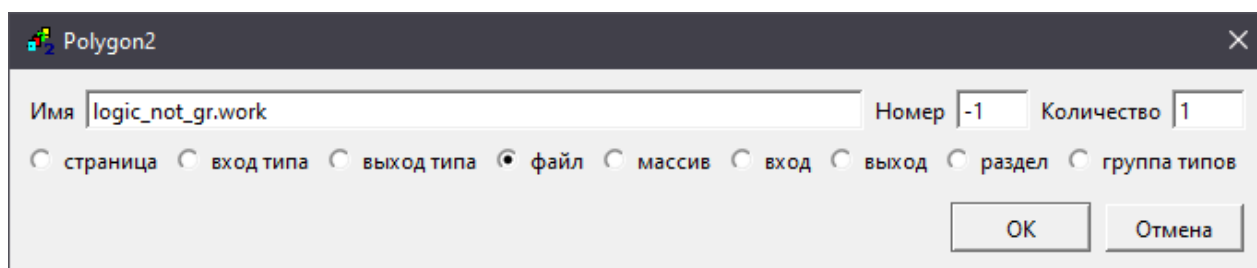 Polygon2
Имя logic_not_gr.work Номер -1 Количество 1
страница вход типа выход типа файл массив вход выход раздел группа типов
OK Отмена